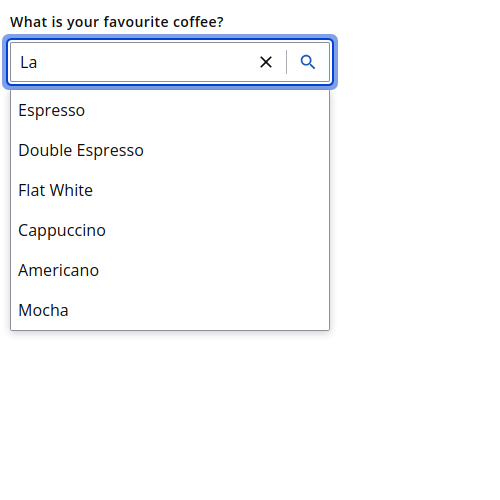 What is your favourite coffee?
La
Espresso
Double Espresso
Flat White
Cappuccino
Americano
Mocha